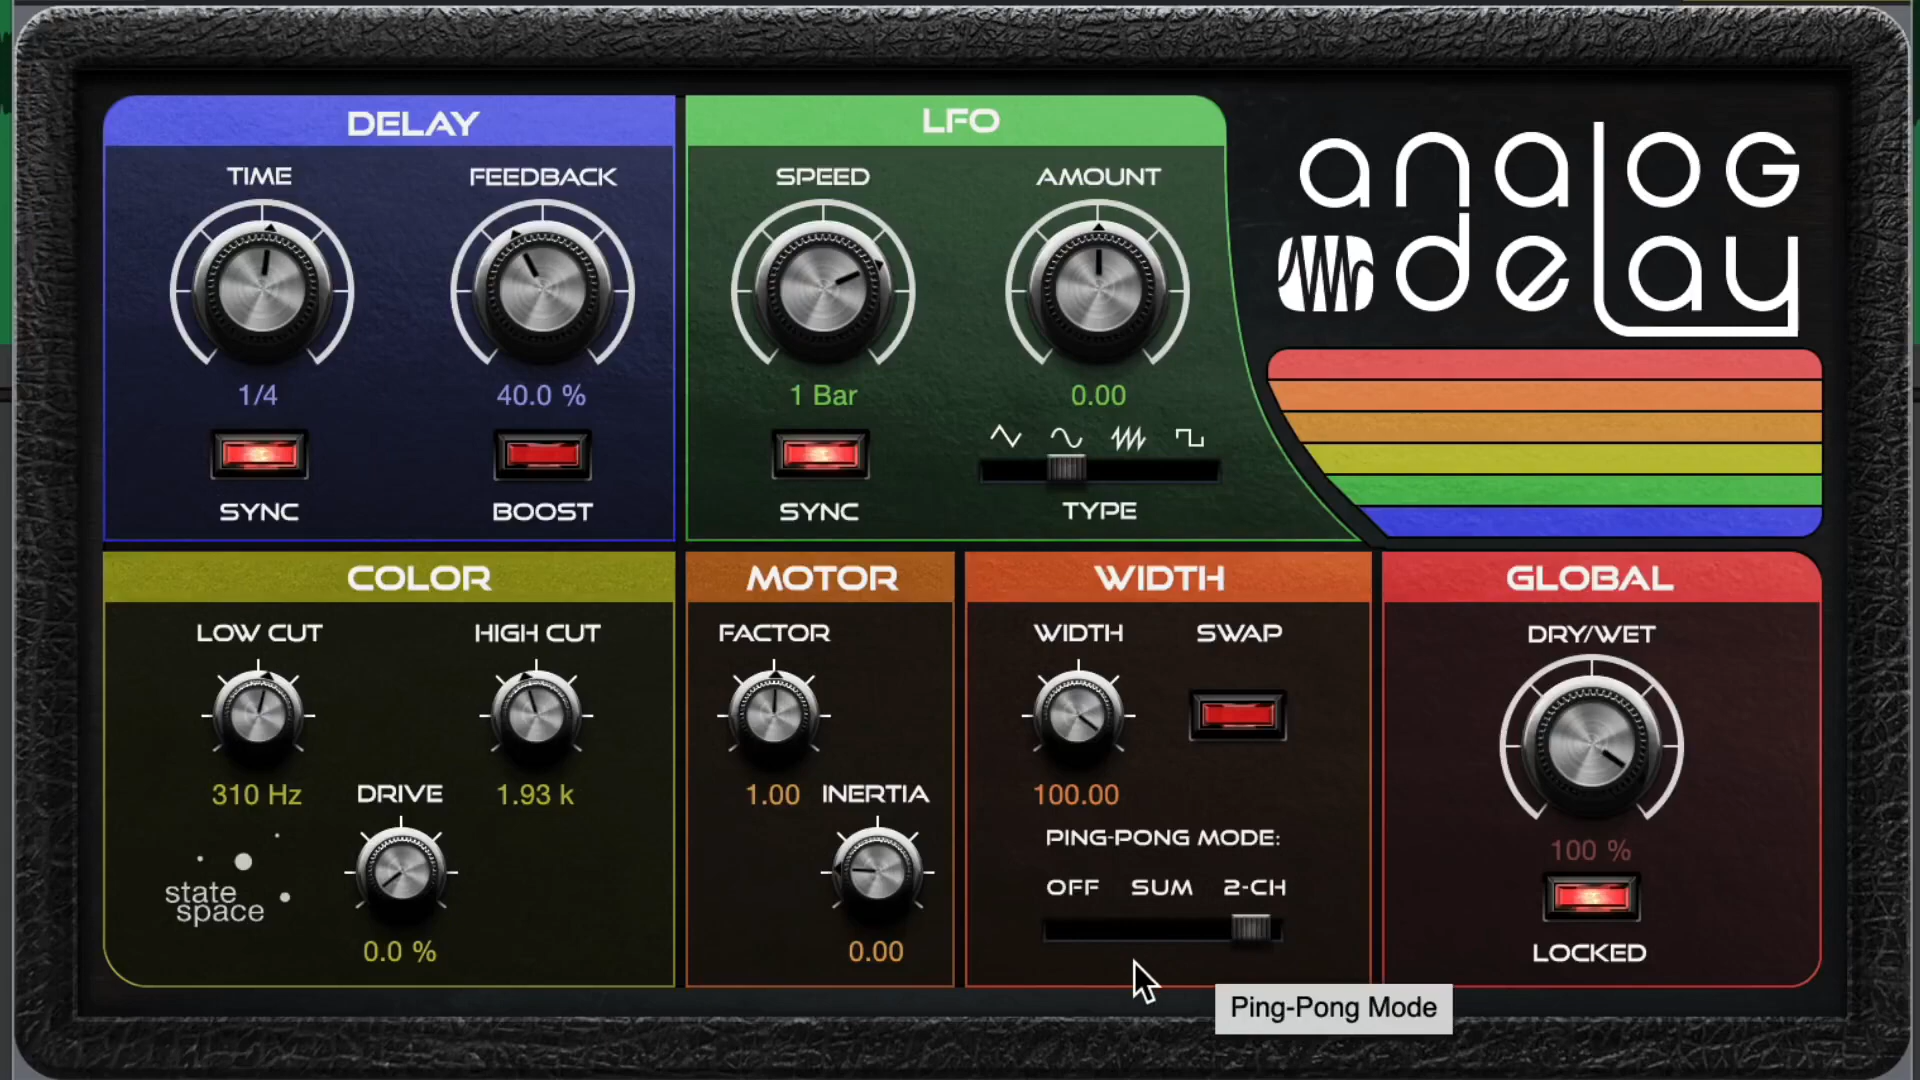 DELAY
TIME FEEDBACK
1/4 40.0 %
SYNC BOOST
LFO
SPEED AMOUNT
1 Bar 0.00
SYNC TYPE
analog
delay
COLOR
LOW CUT HIGH CUT
310 Hz DRIVE 1.93 k
state
space
0.0 %
MOTOR
FACTOR
1.00 INERTIA
0.00
WIDTH
WIDTH SWAP
100.00
PING-PONG MODE:
OFF SUM 2-CH
GLOBAL
DRY/WET
100 %
LOCKED
Ping-Pong Mode